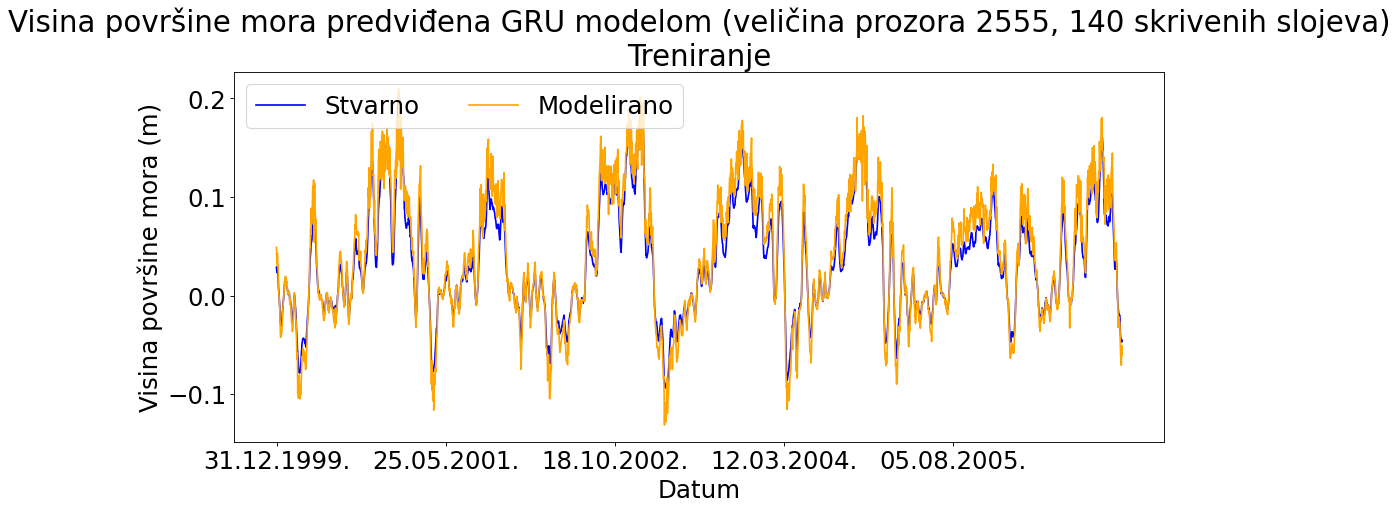 Visina površine mora predviđena GRU modelom (veličina prozora 2555, 140 skrivenih slojeva)
Treniranje
Stvarno
Modelirano
Visina površine mora (m)
0.2
0.1
0.0
−0.1
31.12.1999.
25.05.2001.
18.10.2002.
12.03.2004.
05.08.2005.
Datum